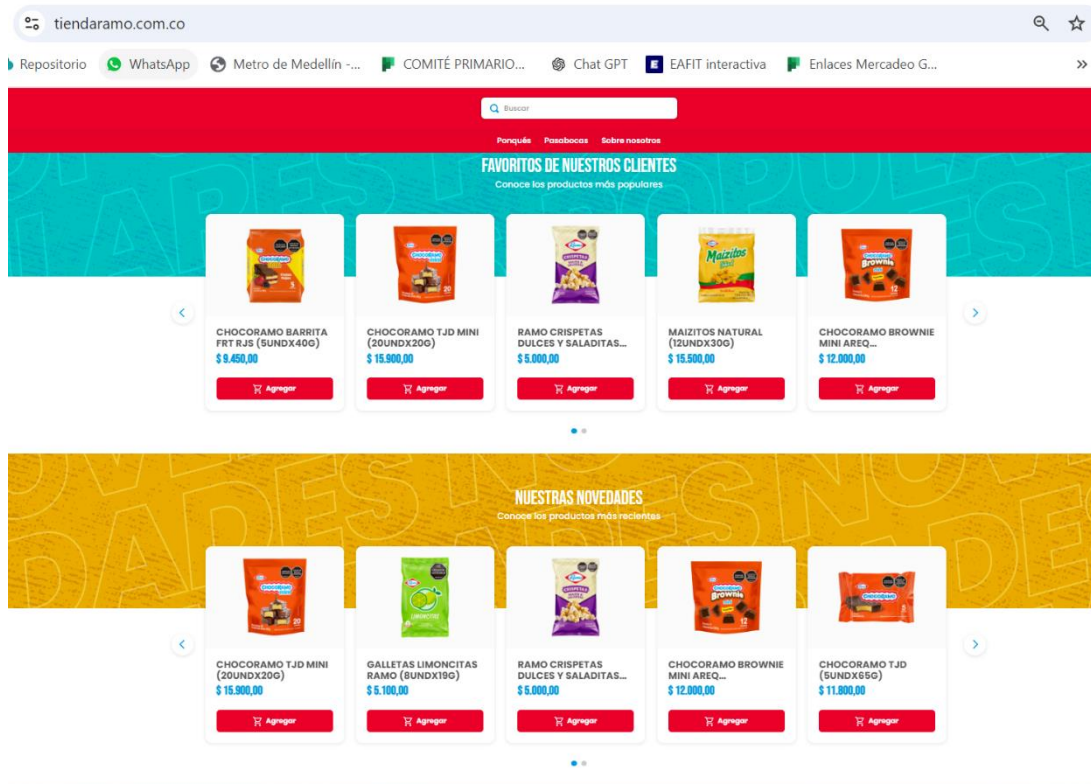 tiendaramo.com.co
Repositorio WhatsApp Metro de Medellín -... COMITÉ PRIMARIO... Chat GPT EAFIT interactiva Enlaces Mercadeo G... »
Buscar
Ponqués Pasabocas Sobre nosotros
FAVORITOS DE NUESTROS CLIENTES
Conoce los productos más populares
CHOCORAMO BARRITA
FRT RJS (5UNDX40G)
$ 9.450,00
Agregar
CHOCORAMO TJD MINI
(20UNDX20G)
$ 15.900,00
Agregar
RAMO CRISPETAS
DULCES Y SALADITAS...
$ 5.000,00
Agregar
MAIZITOS NATURAL
(12UNDX30G)
$ 15.500,00
Agregar
CHOCORAMO BROWNIE
MINI AREQ...
$ 12.000,00
Agregar
NUESTRAS NOVEDADES
Conoce los productos más recientes
CHOCORAMO TJD MINI
(20UNDX20G)
$ 15.900,00
Agregar
GALLETAS LIMONCITAS
RAMO (8UNDX19G)
$ 5.100,00
Agregar
RAMO CRISPETAS
DULCES Y SALADITAS...
$ 5.000,00
Agregar
CHOCORAMO BROWNIE
MINI AREQ...
$ 12.000,00
Agregar
CHOCORAMO TJD
(5UNDX65G)
$ 11.800,00
Agregar